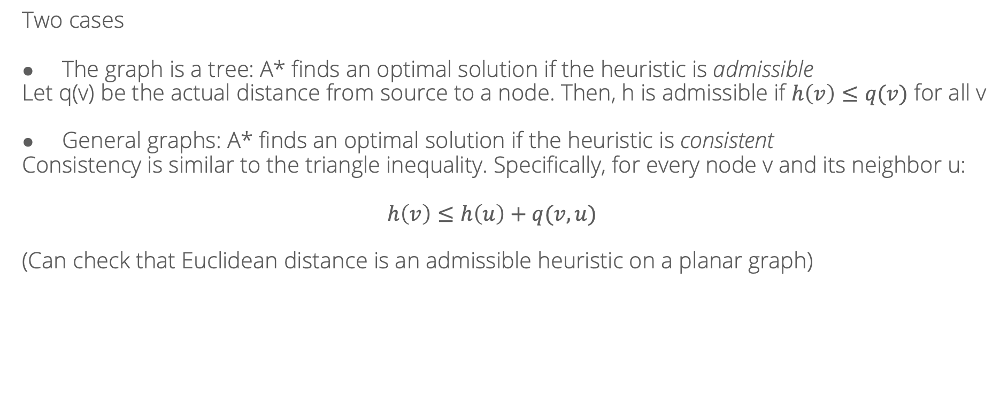 Two cases
• The graph is a tree: A* finds an optimal solution if the heuristic is admissible
Let q(v) be the actual distance from source to a node. Then, h is admissible if h(v) ≤ q(v) for all v
• General graphs: A* finds an optimal solution if the heuristic is consistent
Consistency is similar to the triangle inequality. Specifically, for every node v and its neighbor u:
h(v) ≤ h(u) + q(v, u)
(Can check that Euclidean distance is an admissible heuristic on a planar graph)